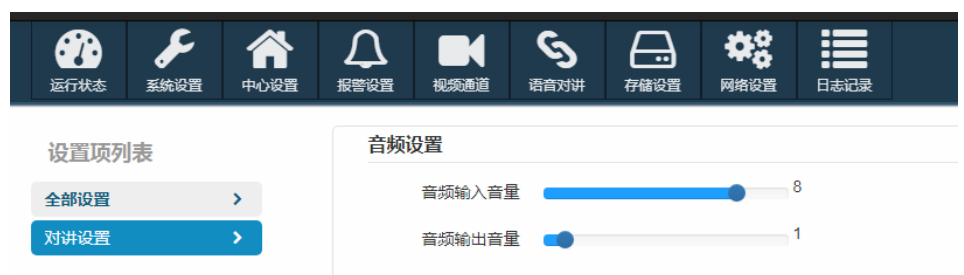 运行状态 系统设置 中心设置 报警设置 视频通道 语音对讲 存储设置 网络设置 日志记录
设置项列表
全部设置
对讲设置
音频设置
音频输入音量 8
音频输出音量 1